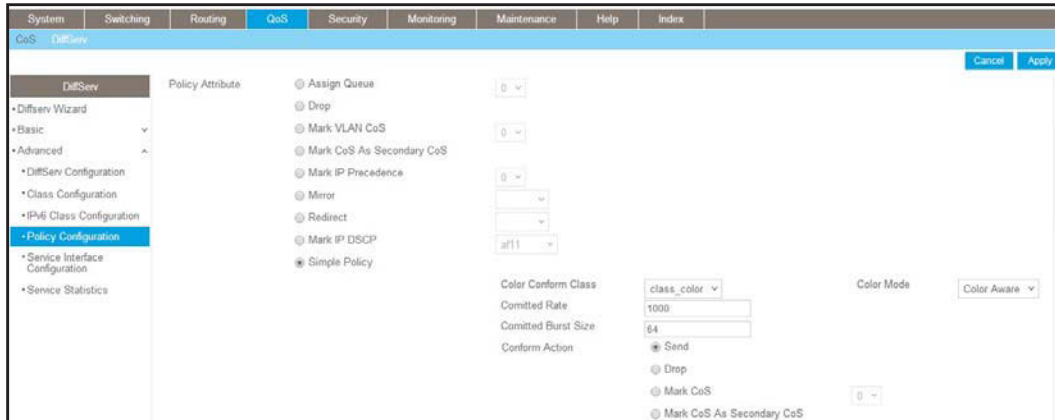 System Switching Routing QoS Security Monitoring Maintenance Help Index
CoS DiffServ
Cancel Apply
DiffServ
Diffserv Wizard
Basic
Advanced
DiffServ Configuration
Class Configuration
IPv6 Class Configuration
Policy Configuration
Service Interface
Configuration
Service Statistics
Policy Attribute
Assign Queue 0
Drop
Mark VLAN CoS 0
Mark CoS As Secondary CoS
Mark IP Precedence 0
Mirror
Redirect
Mark IP DSCP af11
Simple Policy
Color Conform Class class_color Color Mode Color Aware
Comitted Rate 1000
Comitted Burst Size 64
Conform Action Send
Drop
Mark CoS 0
Mark CoS As Secondary CoS